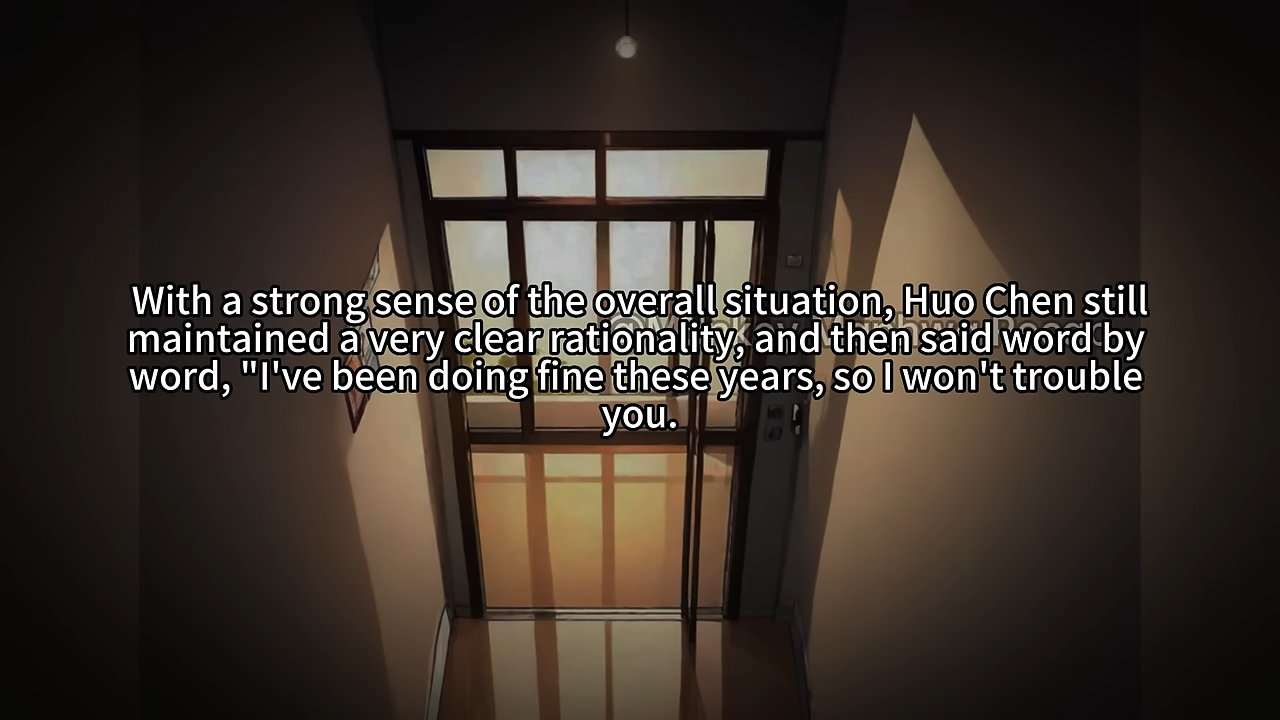 With a strong sense of the overall situation, Huo Chen still
maintained a very clear rationality, and then said word by
word, "I've been doing fine these years, so I won't trouble
you.